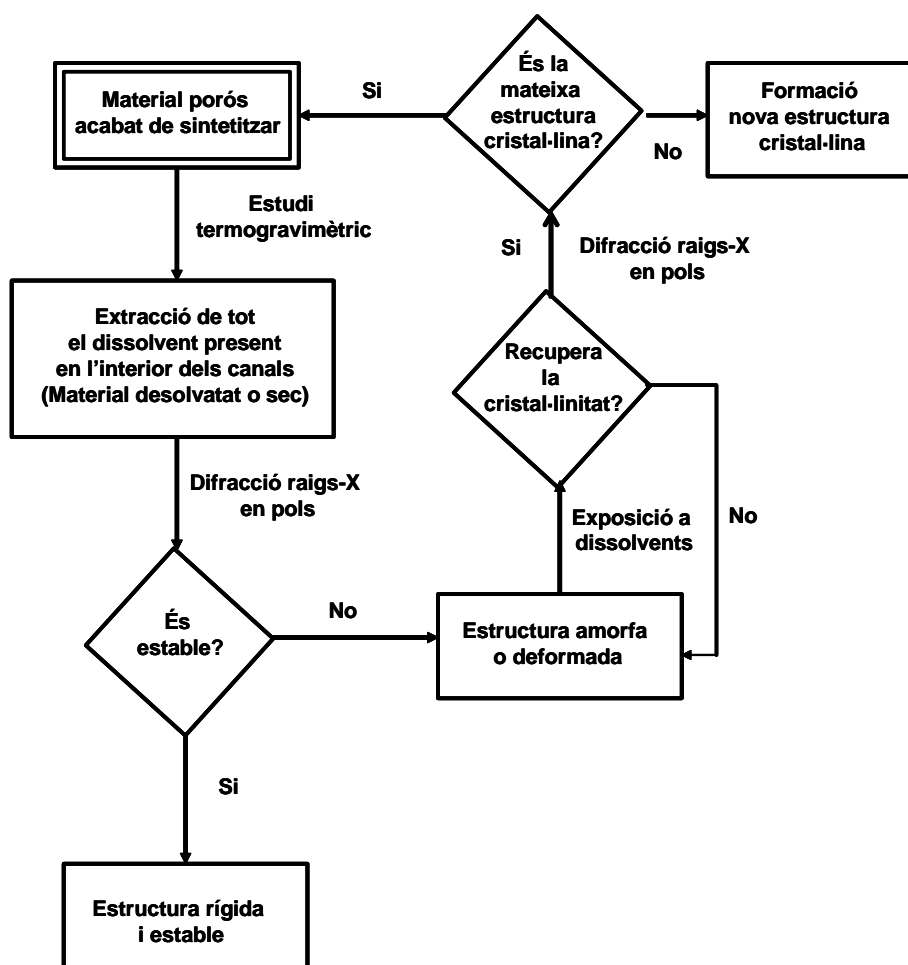 Material porós
acabat de sintetitzar
Si
És la
mateixa
estructura
cristal·lina?
No
Formació
nova estructura
cristal·lina
Estudi
termogravimètric
Si
Difracció raigs-X
en pols
Extracció de tot
el dissolvent present
en l'interior dels canals
(Material desolvatat o sec)
Recupera
la
cristal·linitat?
Difracció raigs-X
en pols
Exposició a
dissolvents
No
És
estable?
No
Estructura amorfa
o deformada
Si
Estructura rígida
i estable